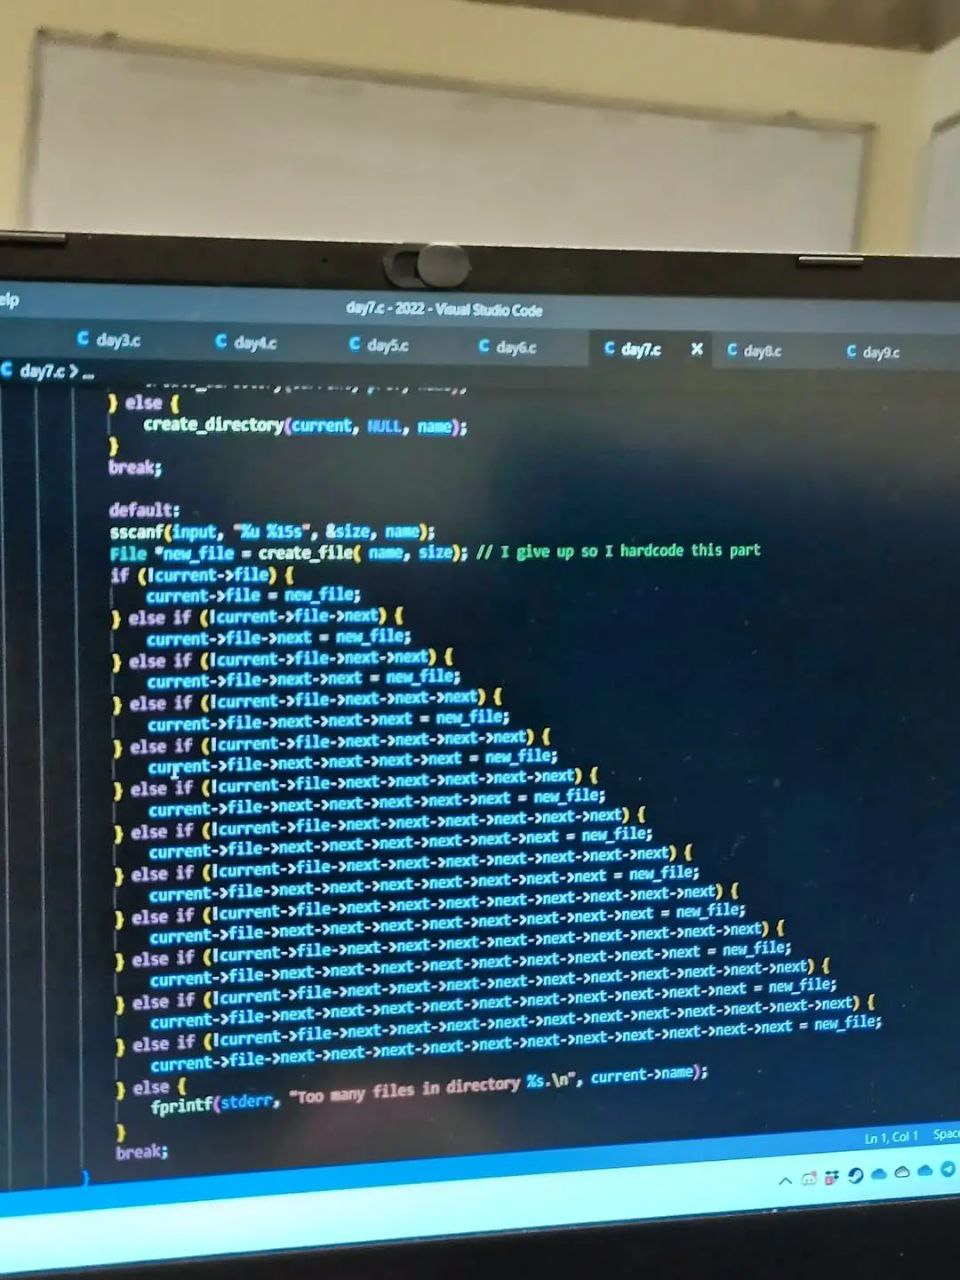 elp
day7.c - 2022 - Visual Studio Code
day3.c day4.c day5.c day6.c day7.c day8.c day9.c
day7.c > ...
} else {
create_directory(current, NULL, name);
}
break;
default:
sscanf(input, "%u %15s", &size, name);
File *new_file = create_file( name, size); // I give up so I hardcode this part
if (!current->file) {
current->file = new_file;
} else if (!current->file->next) {
current->file->next = new_file;
} else if (!current->file->next->next) {
current->file->next->next = new_file;
} else if (!current->file->next->next->next) {
current->file->next->next->next = new_file;
} else if (!current->file->next->next->next->next) {
current->file->next->next->next->next = new_file;
} else if (!current->file->next->next->next->next->next) {
current->file->next->next->next->next->next = new_file;
} else if (!current->file->next->next->next->next->next->next) {
current->file->next->next->next->next->next->next = new_file;
} else if (!current->file->next->next->next->next->next->next->next) {
current->file->next->next->next->next->next->next->next = new_file;
} else if (!current->file->next->next->next->next->next->next->next->next) {
current->file->next->next->next->next->next->next->next->next = new_file;
} else if (!current->file->next->next->next->next->next->next->next->next->next) {
current->file->next->next->next->next->next->next->next->next->next = new_file;
} else if (!current->file->next->next->next->next->next->next->next->next->next->next) {
current->file->next->next->next->next->next->next->next->next->next->next = new_file;
} else if (!current->file->next->next->next->next->next->next->next->next->next->next->next) {
current->file->next->next->next->next->next->next->next->next->next->next->next = new_file;
} else {
fprintf(stderr, "Too many files in directory %s.\n", current->name);
}
break;
}
Ln 1, Col 1 Space